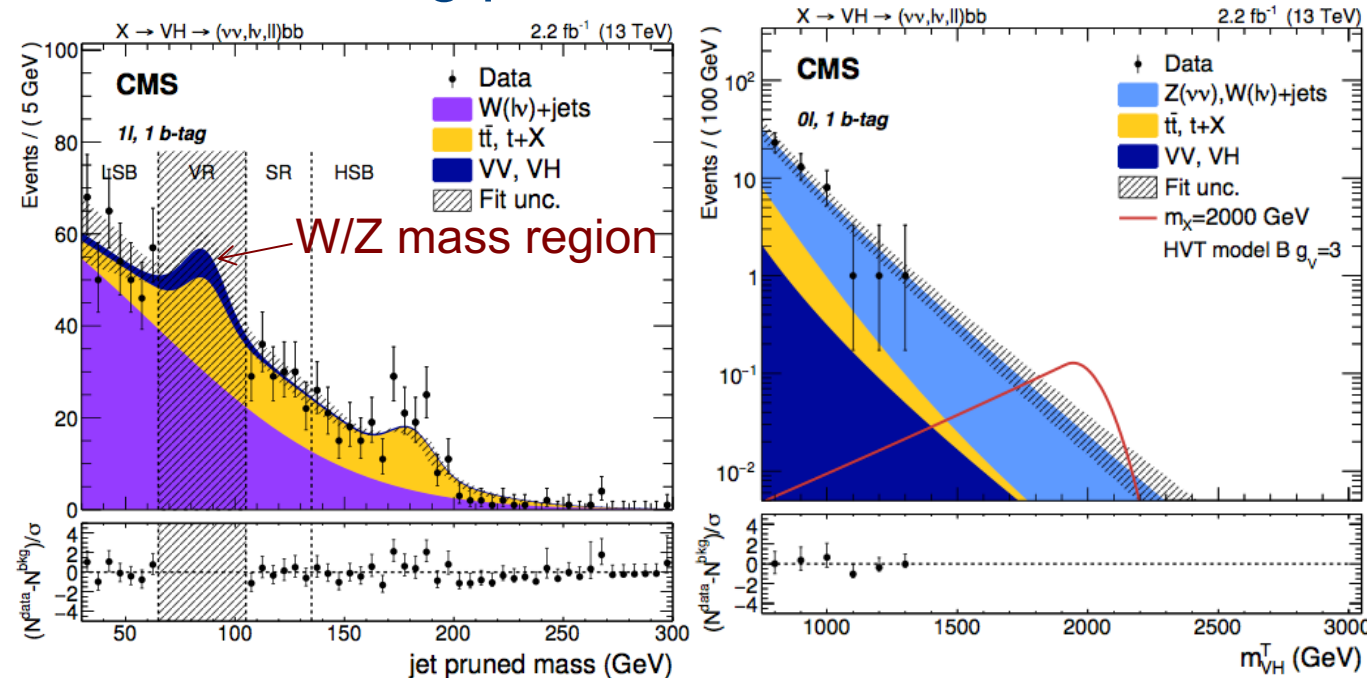 X → VH → (νν,lν,ll)bb 2.2 fb⁻¹ (13 TeV)
CMS
1l, 1 b-tag
Data
W(lν)+jets
tt̄, t+X
VV, VH
Fit unc.
LSB VR SR HSB
W/Z mass region
Events / ( 5 GeV )
100
80
60
40
20
0
(N^data-N^bkg)/σ
4
2
0
−2
−4
50 100 150 200 250 300
jet pruned mass (GeV)
X → VH → (νν,lν,ll)bb 2.2 fb⁻¹ (13 TeV)
CMS
0l, 1 b-tag
Data
Z(νν),W(lν)+jets
tt̄, t+X
VV, VH
Fit unc.
m_X=2000 GeV
HVT model B g_v=3
Events / ( 100 GeV )
10²
10
1
10⁻¹
10⁻²
(N^data-N^bkg)/σ
4
2
0
−2
−4
1000 1500 2000 2500 3000
m^T_VH (GeV)